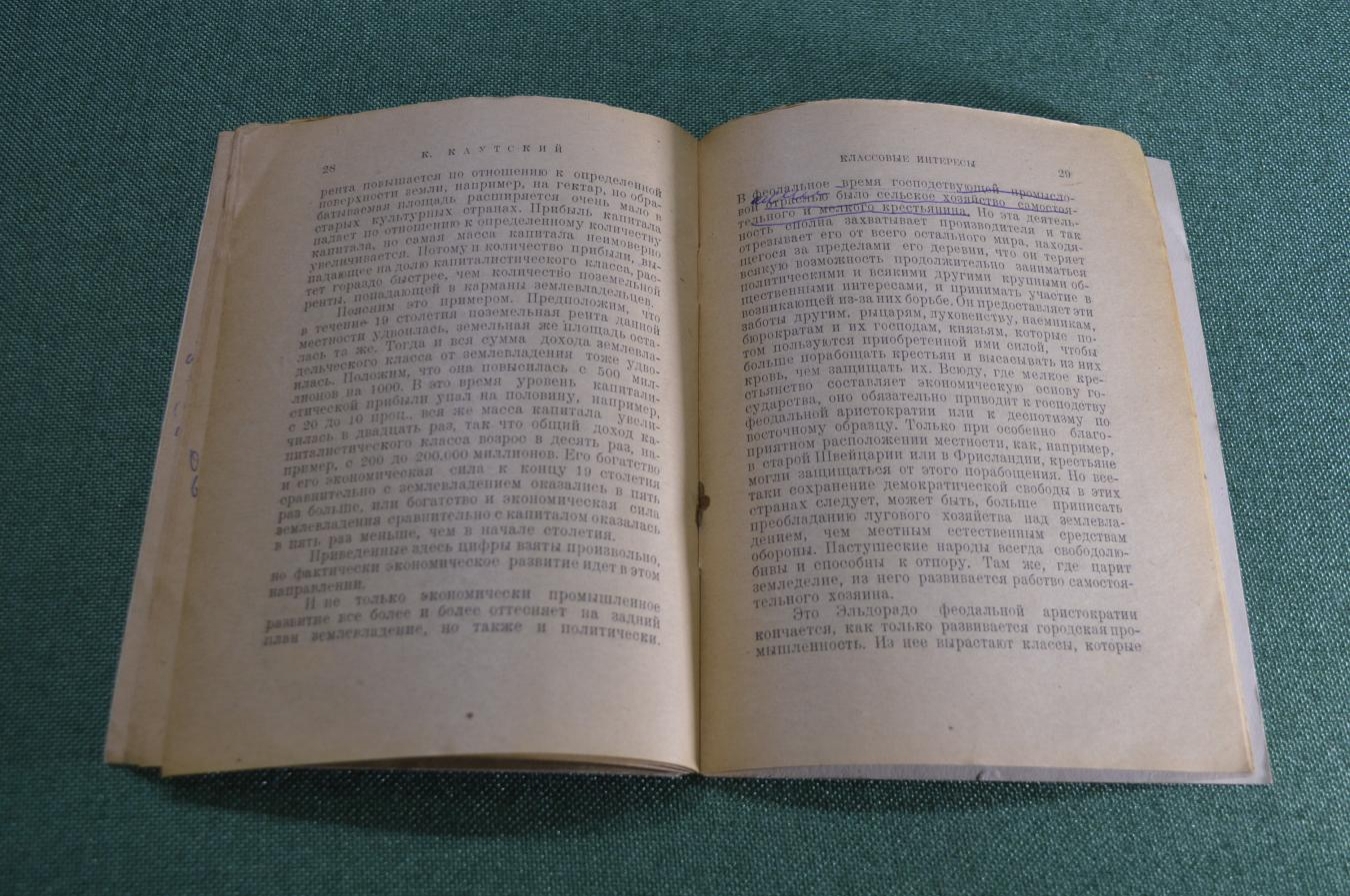 28
К. КАУТСКИЙ
рента повышается по отношению к определенной
поверхности земли, например, на гектар, но обра-
батываемая площадь расширяется очень мало в
старых культурных странах. Прибыль капитала
падает по отношению к определенному количеству
капитала, но самая масса капитала неимоверно
увеличивается. Потому и количество прибыли, вы-
падающее на долю капиталистического класса, рас-
тет гораздо быстрее, чем количество поземельной
ренты, попадающей в карманы землевладельцев.
Поясним это примером. Предположим, что
в течение 19 столетия поземельная рента данной
местности удвоилась, земельная же площадь оста-
лась та же. Тогда и вся сумма дохода землевла-
дельческого класса от землевладения тоже удво-
илась. Положим, что она повысилась с 500 мил-
лионов на 1000. В это время уровень капитали-
стической прибыли упал на половину, например,
с 20 до 10 проц., вся же масса капитала увели-
чилась в двадцать раз, так что общий доход ка-
питалистического класса возрос в десять раз, на-
пример, с 200 до 200.000 миллионов. Его богатство
и его экономическая сила к концу 19 столетия
сравнительно с землевладением оказались в пять
раз больше, или богатство и экономическая сила
землевладения сравнительно с капиталом оказалась
в пять раз меньше, чем в начале столетия.
Приведенные здесь цифры взяты произвольно,
но фактически экономическое развитие идет в этом
направлении.
И не только экономически промышленное
развитие все более и более оттесняет на задний
план землевладение, но также и политически.
КЛАССОВЫЕ ИНТЕРЕСЫ
29
В феодальное время господствующей промысло-
вой отраслью было сельское хозяйство самостоя-
тельного и мелкого крестьянина. Но эта деятель-
ность вполне захватывает производителя и так
отрезывает его от всего остального мира, находя-
щегося за пределами его деревни, что он теряет
всякую возможность продолжительно заниматься
политическими и всякими другими крупными об-
щественными интересами, и принимать участие в
возникающей из-за них борьбе. Он предоставляет эти
заботы другим, рыцарям, духовенству, наемникам,
бюрократам и их господам, князьям, которые по-
том пользуются приобретенной ими силой, чтобы
больше порабощать крестьян и высасывать из них
кровь, чем защищать их. Всюду, где мелкое кре-
стьянство составляет экономическую основу го-
сударства, оно обязательно приводит к господству
феодальной аристократии или к деспотизму по
восточному образцу. Только при особенно благо-
приятном расположении местности, как, например,
в старой Швейцарии или в Фрисландии, крестьяне
могли защищаться от этого порабощения. Но все-
таки сохранение демократической свободы в этих
странах следует, может быть, больше приписать
преобладанию лугового хозяйства над землевла-
дением, чем местным естественным средствам
обороны. Пастушеские народы всегда свободолю-
бивы и способны к отпору. Там же, где царит
земледелие, из него развивается рабство самостоя-
тельного хозяина.
Это Эльдорадо феодальной аристократии
кончается, как только развивается городская про-
мышленность. Из нее вырастают классы, которые